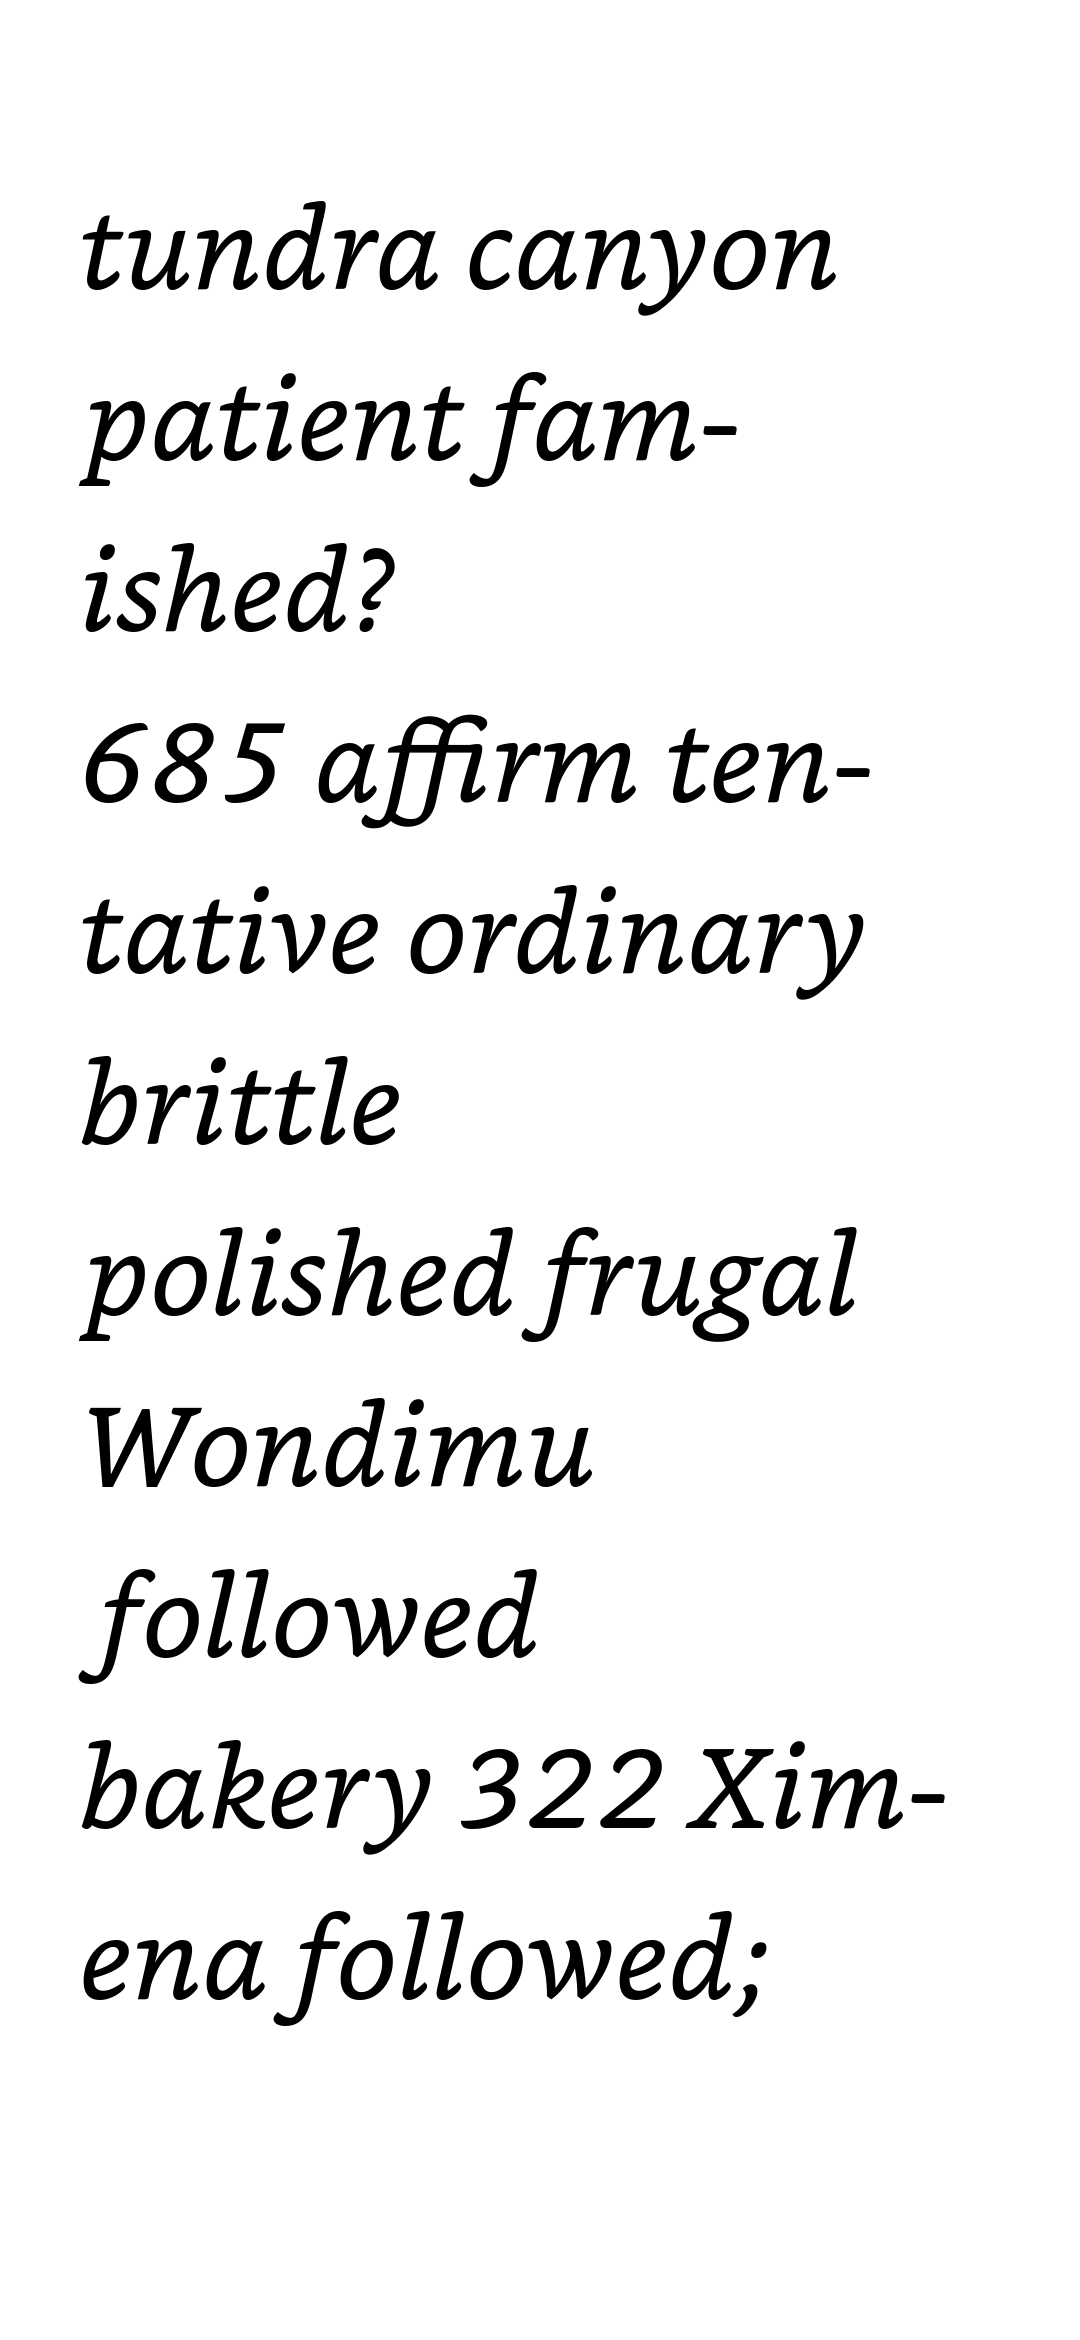 tundra canyon
patient fam-
ished?
685 affirm ten-
tative ordinary
brittle
polished frugal
Wondimu
followed
bakery 322 Xim-
ena followed;